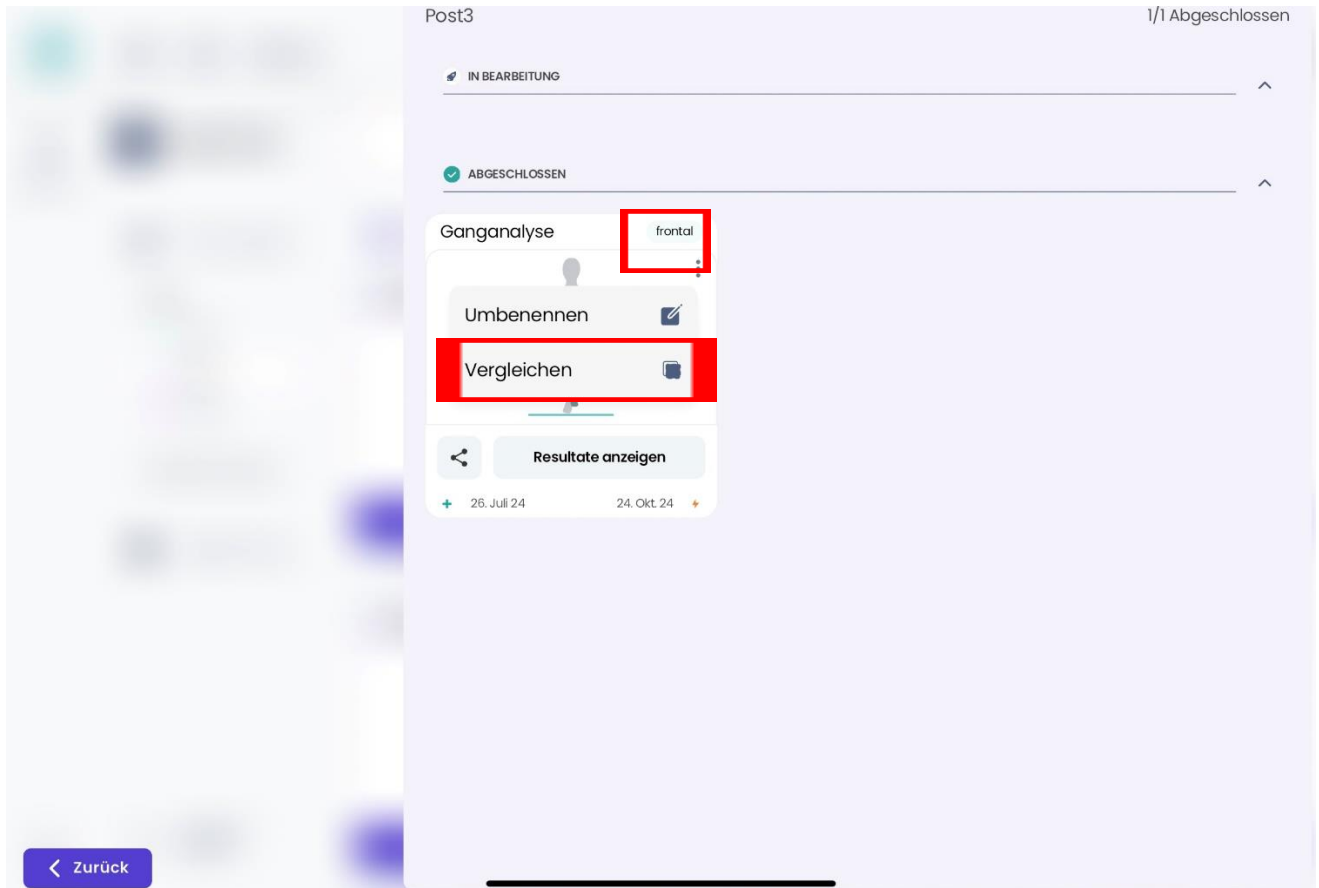 Post3 1/1 Abgeschlossen
IN BEARBEITUNG
ABGESCHLOSSEN
Ganganalyse frontal
Umbenennen
Vergleichen
Resultate anzeigen
26. Juli 24 24. Okt. 24
Zurück